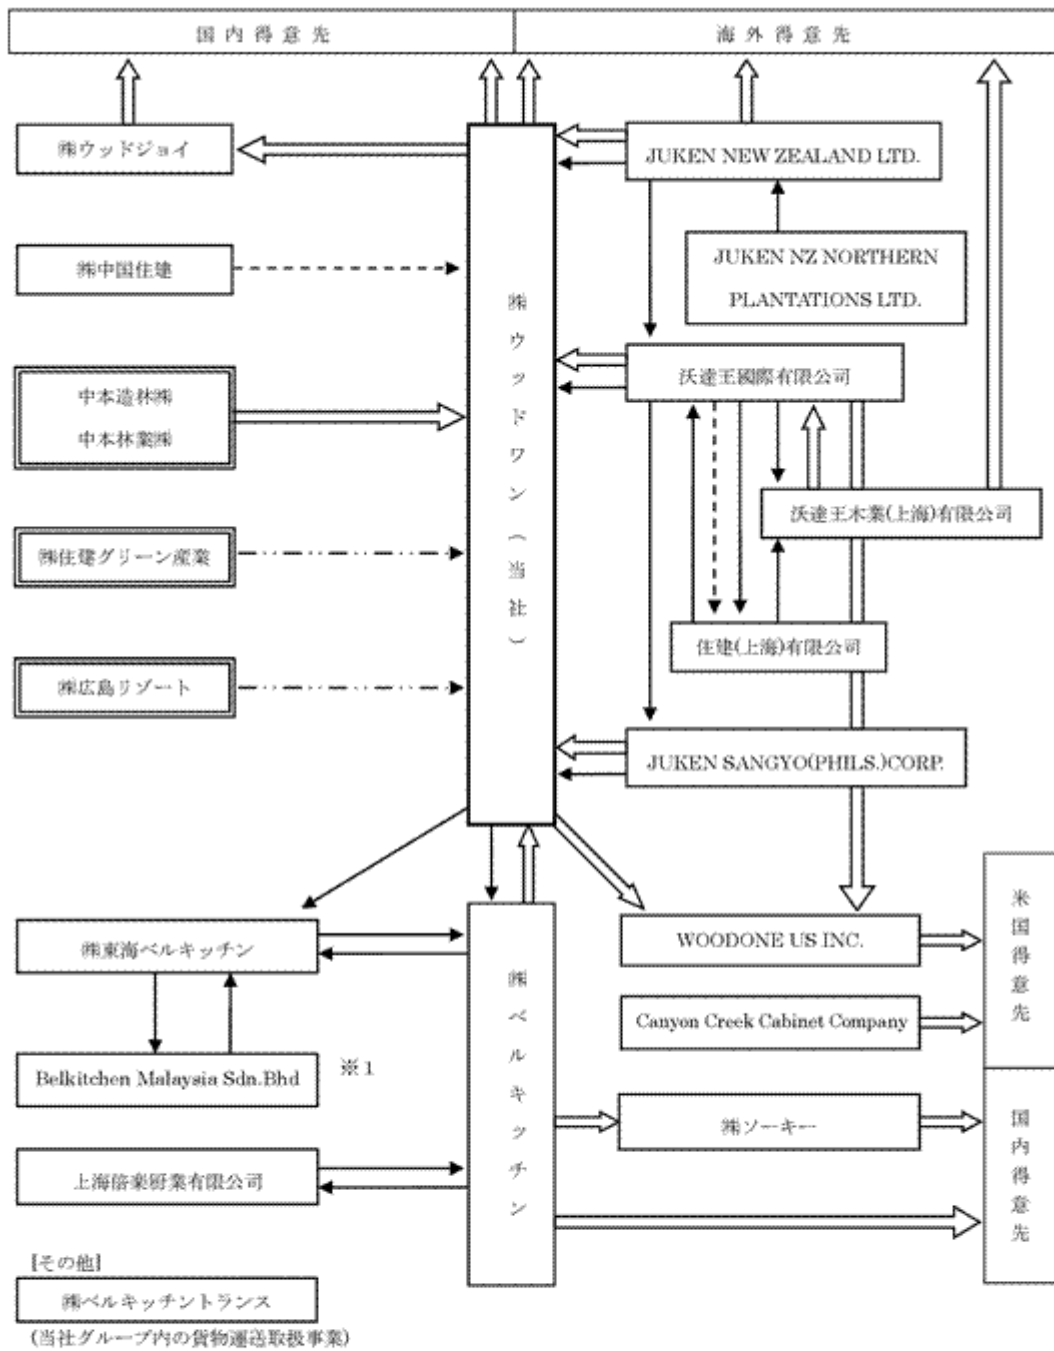 国内得意先
海外得意先
㈱ウッドジョイ
JUKEN NEW ZEALAND LTD.
㈱中国住建
JUKEN NZ NORTHERN
PLANTATIONS LTD.
㈱ウッドワン(当社)
沃達王國際有限公司
中本造林㈱
中本林業㈱
沃達王木業(上海)有限公司
㈱住建グリーン産業
住建(上海)有限公司
㈱広島リゾート
JUKEN SANGYO(PHILS.)CORP.
㈱東海ベルキッチン
WOODONE US INC.
米国得意先
㈱ベルキッチン
Canyon Creek Cabinet Company
Belkitchen Malaysia Sdn.Bhd
※1
㈱ソーキー
国内得意先
上海倍楽厨業有限公司
[その他]
㈱ベルキッチントランス
(当社グループ内の貨物運送取扱事業)